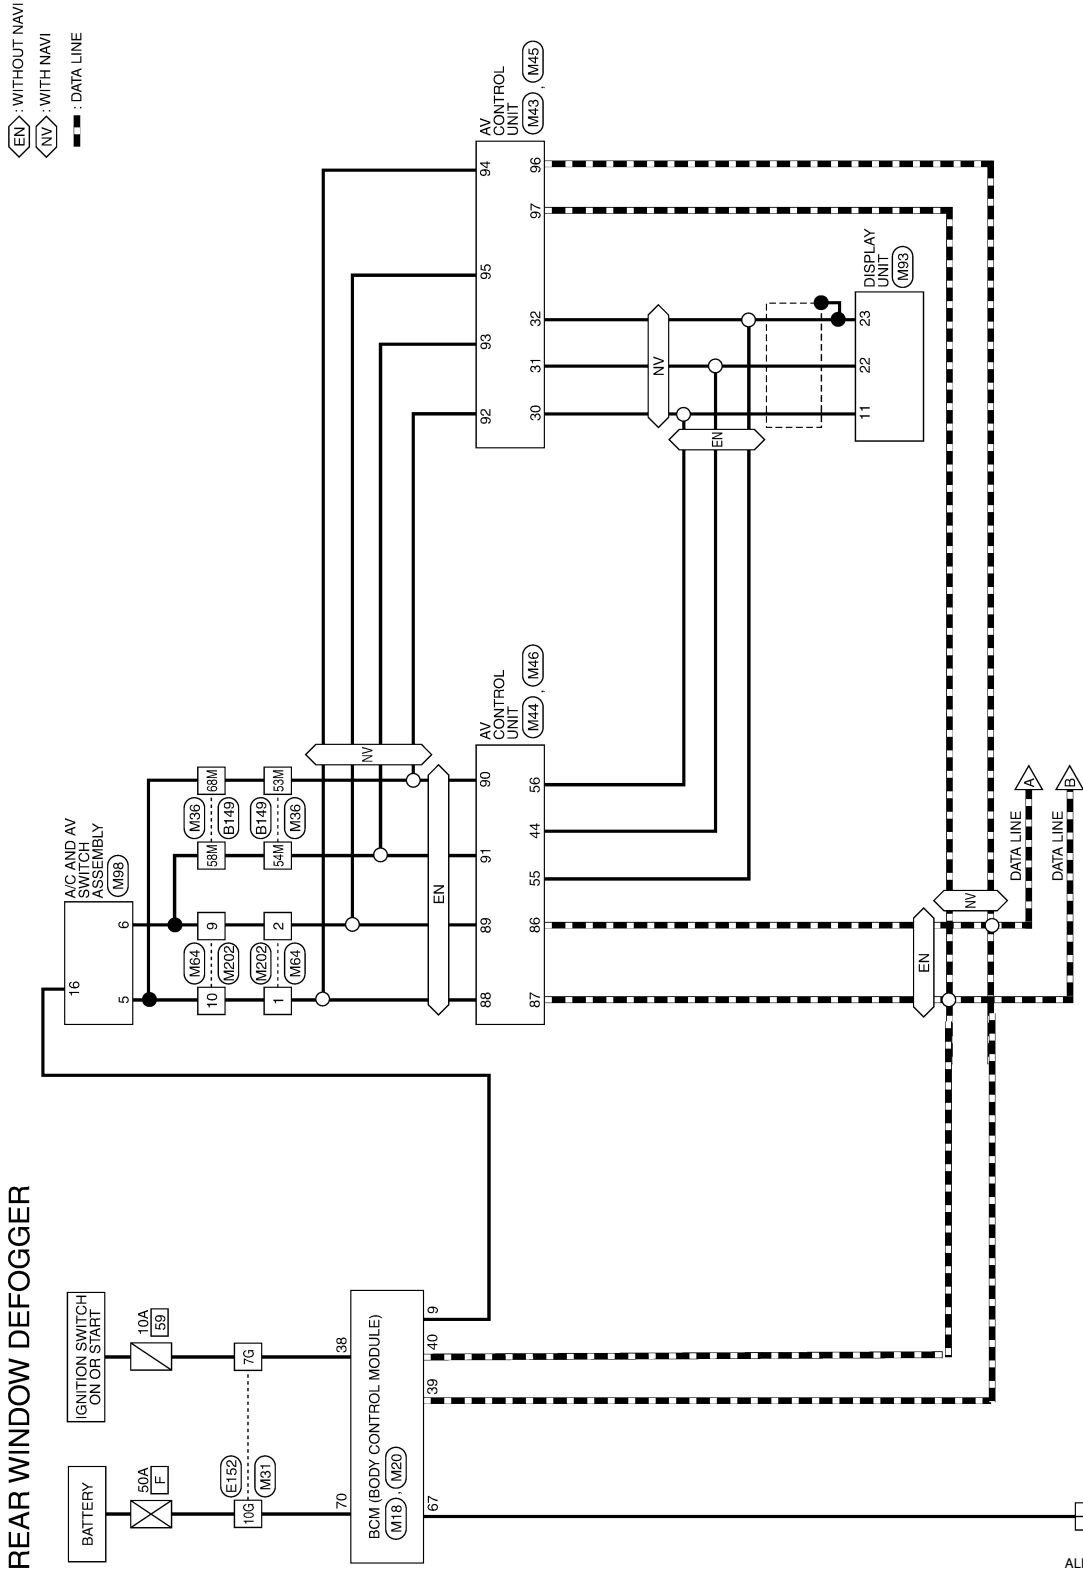 REAR WINDOW DEFOGGER
EN : WITHOUT NAVI
NV : WITH NAVI
: DATA LINE
BATTERY
IGNITION SWITCH
ON OR START
50A
F
10A
59
10G
E152
M31
7G
70
38
BCM (BODY CONTROL MODULE)
M18 , M20
67
39
40
9
A/C AND AV
SWITCH
ASSEMBLY
M98
16
5
6
10
M64
M202
9
58M
M36
B149
68M
1
M202
M64
2
54M
B149
M36
53M
NV
EN
88
89
91
90
AV
CONTROL
UNIT
M44 , M46
87
86
55
44
56
92
93
95
94
AV
CONTROL
UNIT
M43 , M45
30
31
32
97
96
NV
EN
11
22
23
DISPLAY
UNIT
M93
EN
NV
DATA LINE
A
DATA LINE
B